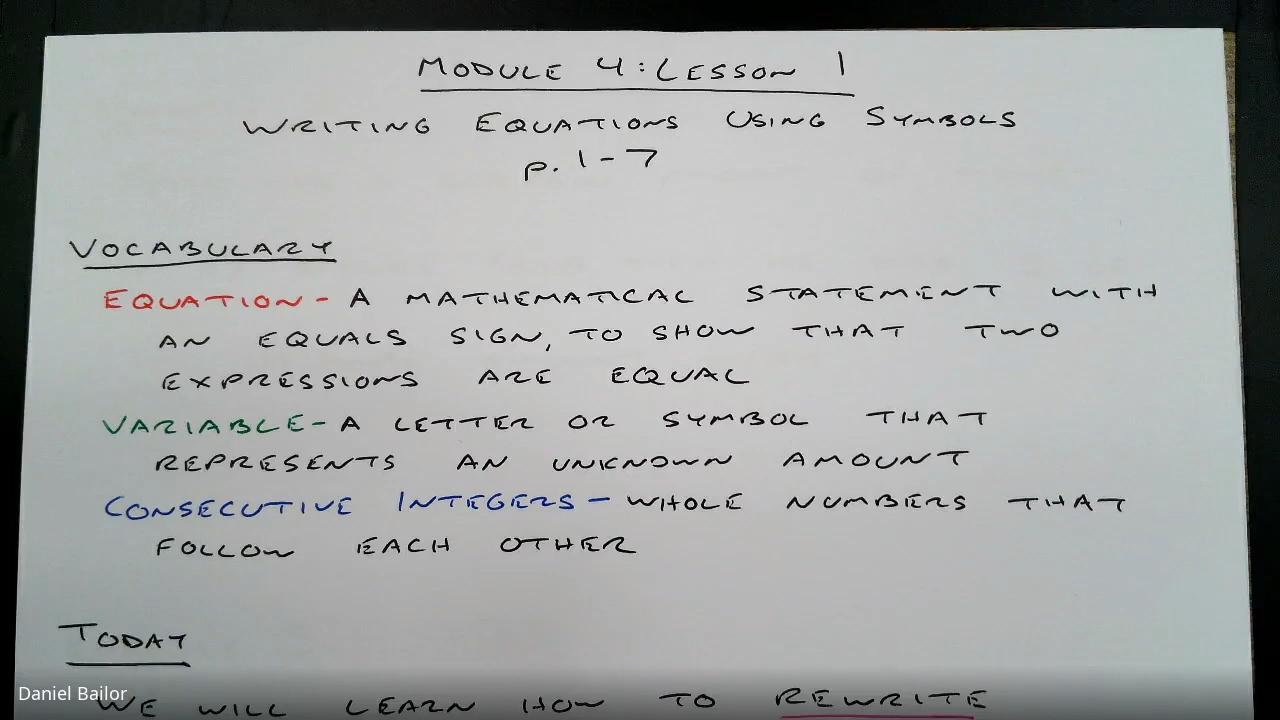 MODULE 4: LESSON 1
WRITING EQUATIONS USING SYMBOLS
p. 1-7
VOCABULARY
EQUATION - A MATHEMATICAL STATEMENT WITH
AN EQUALS SIGN, TO SHOW THAT TWO
EXPRESSIONS ARE EQUAL
VARIABLE - A LETTER OR SYMBOL THAT
REPRESENTS AN UNKNOWN AMOUNT
CONSECUTIVE INTEGERS - WHOLE NUMBERS THAT
FOLLOW EACH OTHER
TODAY
WE WILL LEARN HOW TO REWRITE
Daniel Bailor